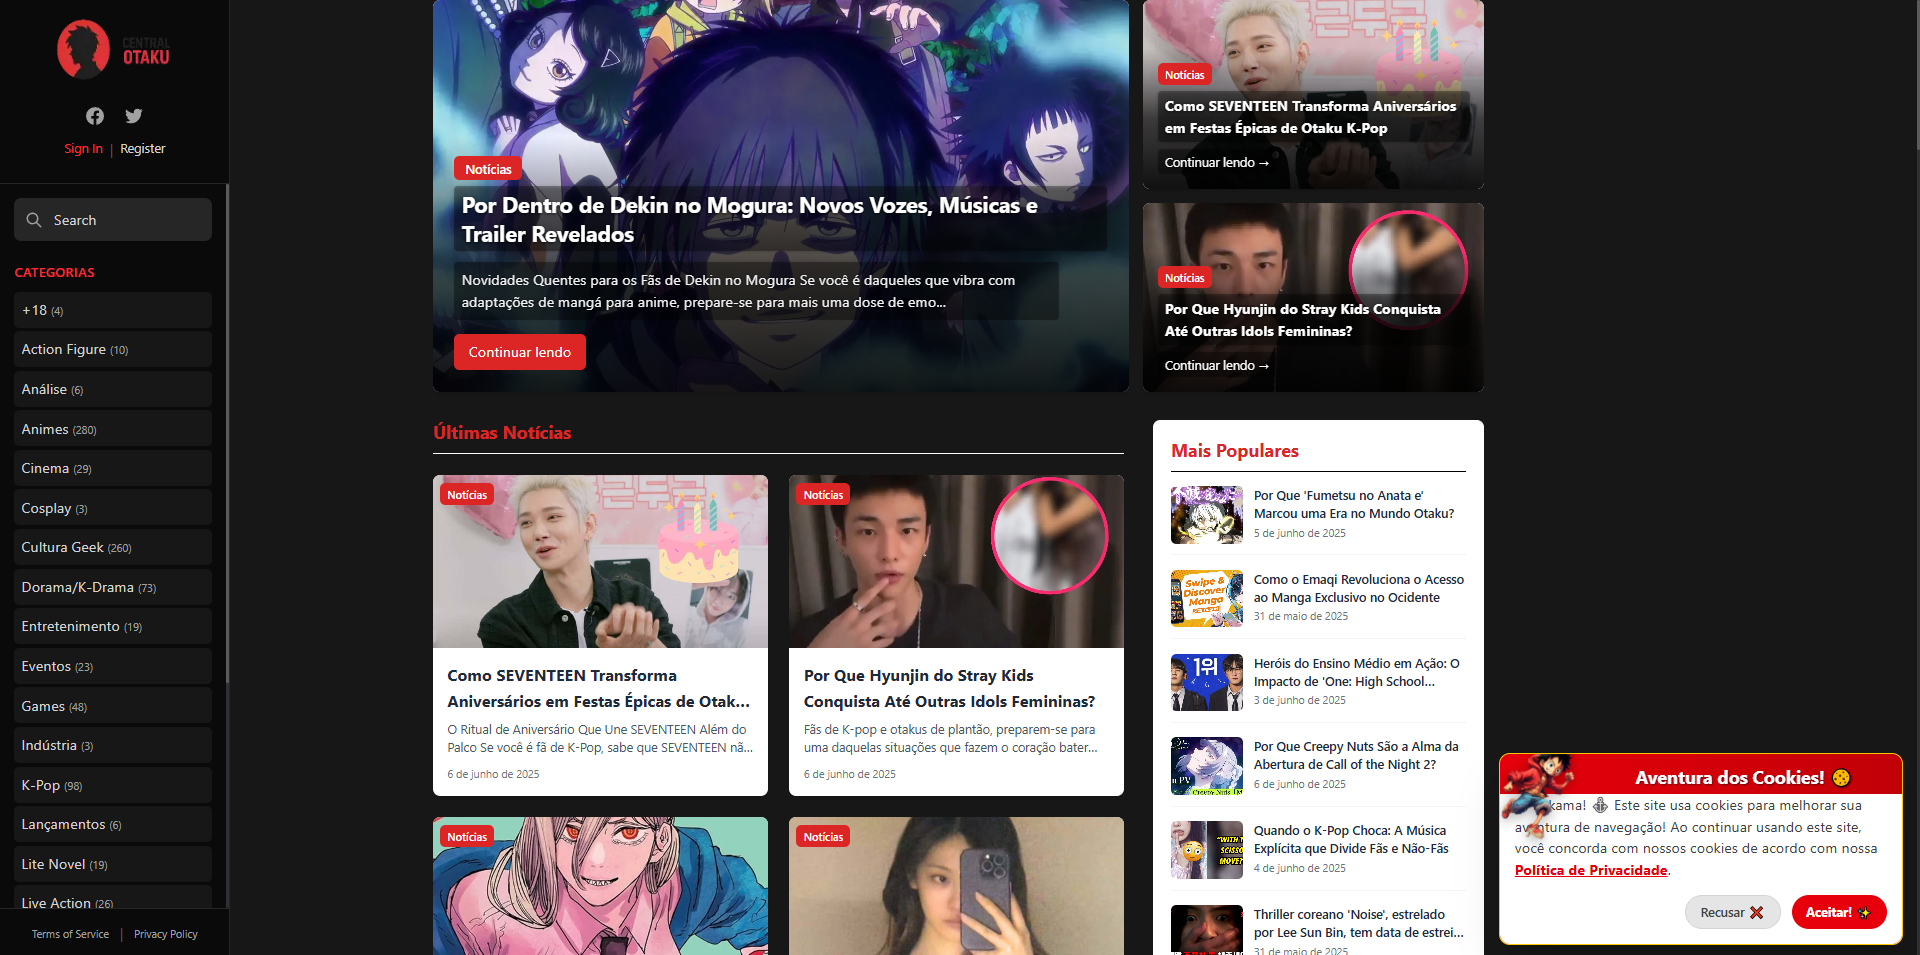 CENTRAL
OTAKU
Sign In | Register
Search
CATEGORIAS
+18 (4)
Action Figure (10)
Análise (6)
Animes (280)
Cinema (29)
Cosplay (3)
Cultura Geek (260)
Dorama/K-Drama (73)
Entretenimento (19)
Eventos (23)
Games (48)
Indústria (3)
K-Pop (98)
Lançamentos (6)
Lite Novel (19)
Live Action (26)
Terms of Service | Privacy Policy
Notícias
Por Dentro de Dekin no Mogura: Novos Vozes, Músicas e
Trailer Revelados
Novidades Quentes para os Fãs de Dekin no Mogura Se você é daqueles que vibra com
adaptações de mangá para anime, prepare-se para mais uma dose de emo...
Continuar lendo
Notícias
Como SEVENTEEN Transforma Aniversários
em Festas Épicas de Otaku K-Pop
Continuar lendo →
Notícias
Por Que Hyunjin do Stray Kids Conquista
Até Outras Idols Femininas?
Continuar lendo →
Últimas Notícias
Notícias
Como SEVENTEEN Transforma
Aniversários em Festas Épicas de Otak...
O Ritual de Aniversário Que Une SEVENTEEN Além do
Palco Se você é fã de K-Pop, sabe que SEVENTEEN nã...
6 de junho de 2025
Notícias
Por Que Hyunjin do Stray Kids
Conquista Até Outras Idols Femininas?
Fãs de K-pop e otakus de plantão, preparem-se para
uma daquelas situações que fazem o coração bater...
6 de junho de 2025
Notícias
Notícias
Mais Populares
Por Que 'Fumetsu no Anata e'
Marcou uma Era no Mundo Otaku?
5 de junho de 2025
Swipe &
Discover
Manga
Como o Emaqi Revoluciona o Acesso
ao Manga Exclusivo no Ocidente
31 de maio de 2025
1위
Heróis do Ensino Médio em Ação: O
Impacto de 'One: High School...
3 de junho de 2025
PV
Creepy Nuts
Por Que Creepy Nuts São a Alma da
Abertura de Call of the Night 2?
6 de junho de 2025
"WITH T
SCISSO
MOVEM
Quando o K-Pop Choca: A Música
Explícita que Divide Fãs e Não-Fãs
4 de junho de 2025
Thriller coreano 'Noise', estrelado
por Lee Sun Bin, tem data de estrei...
31 de maio de 2025
Aventura dos Cookies!
kama! Este site usa cookies para melhorar sua
aventura de navegação! Ao continuar usando este site,
você concorda com nossos cookies de acordo com nossa
Política de Privacidade.
Recusar
Aceitar!